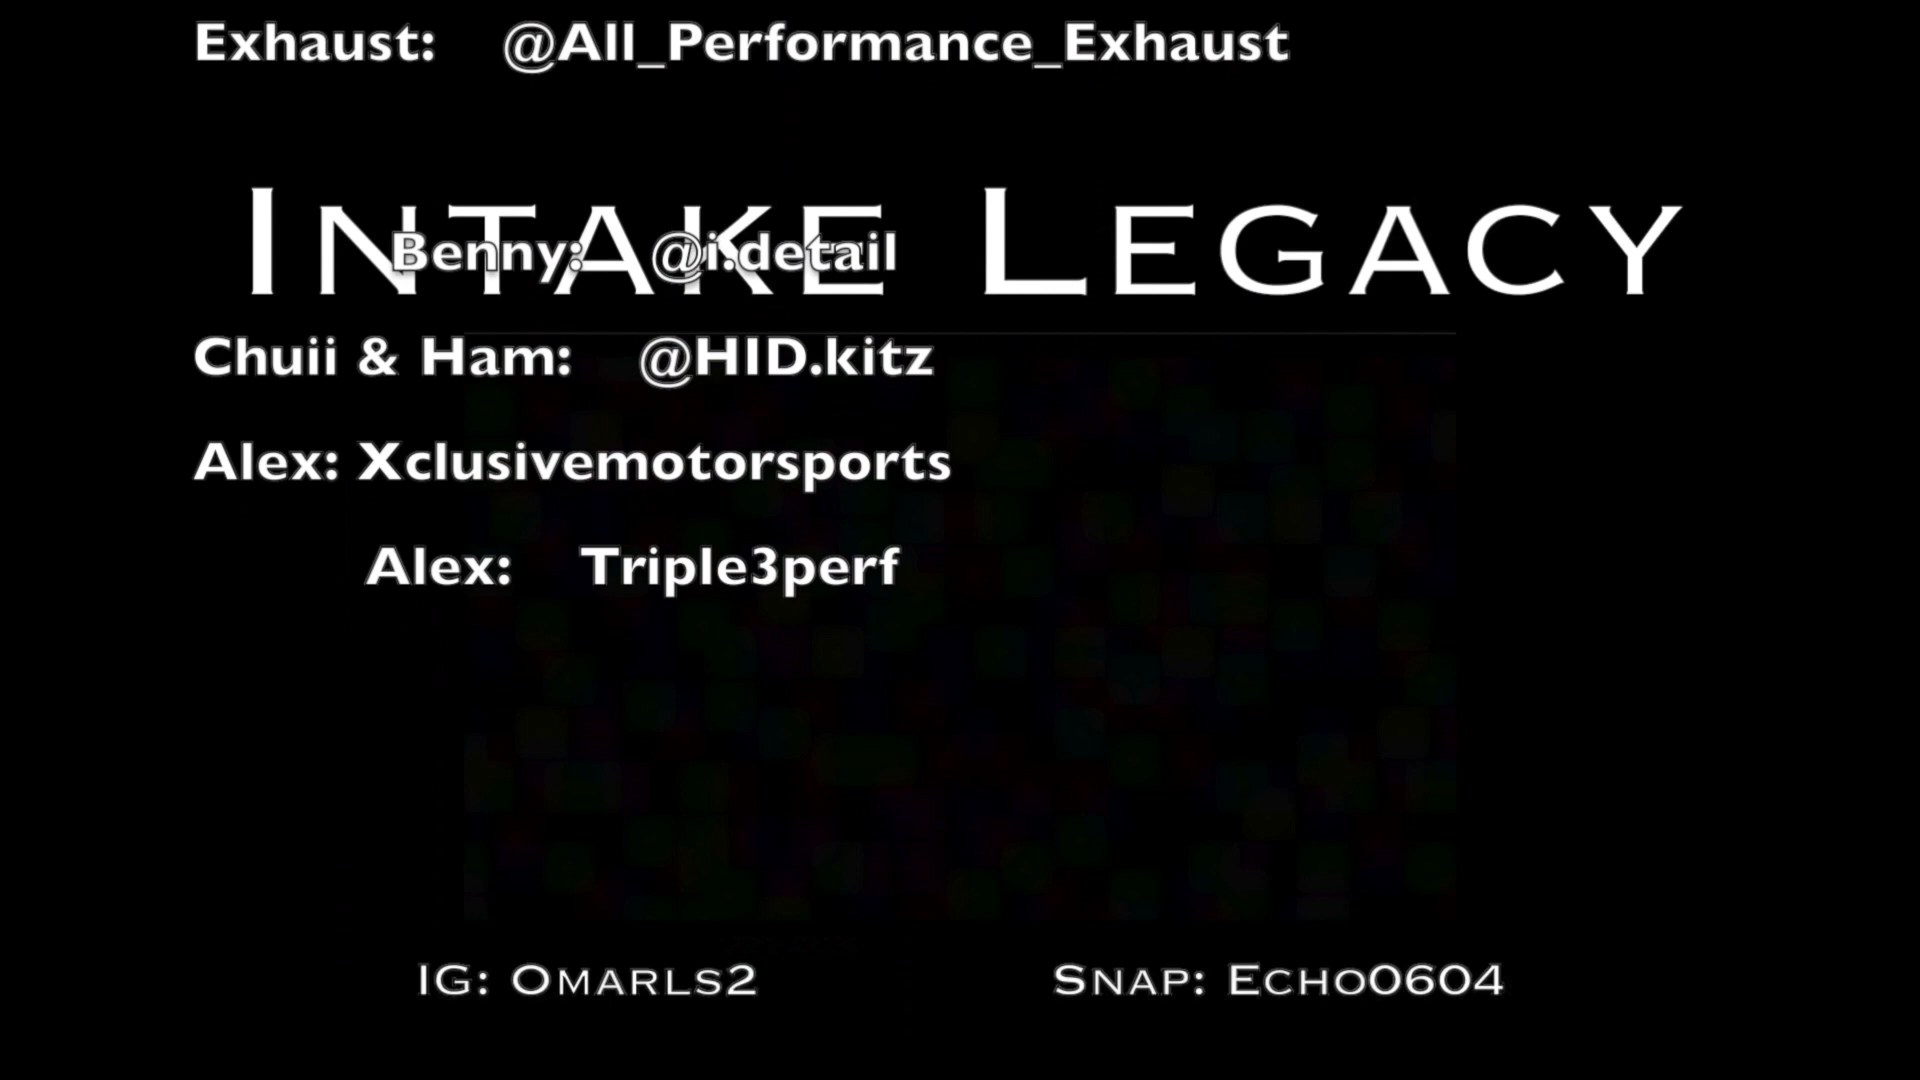 Exhaust: @All_Performance_Exhaust
Intake Legacy
Benny: @i.detail
Chuii & Ham: @HID.kitz
Alex: Xclusivemotorsports
Alex: Triple3perf
IG: Omarls2
Snap: Echo0604